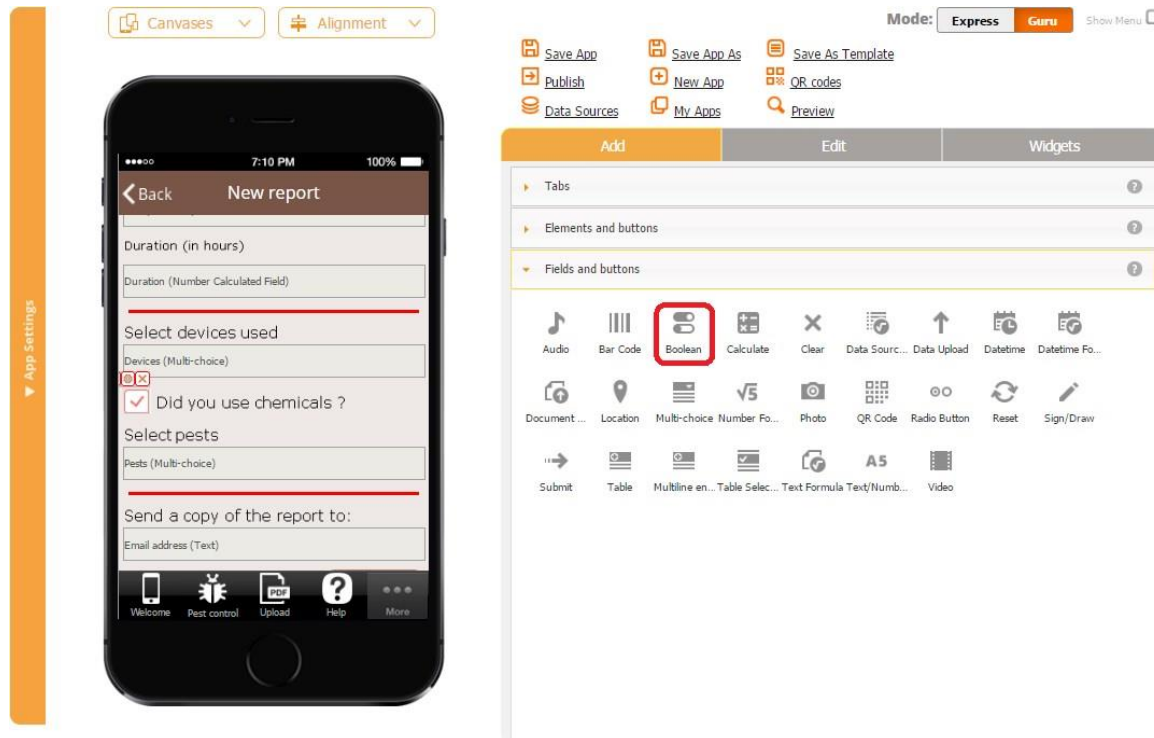 Canvases
Alignment
Mode: Express Guru Show Menu
Save App Save App As Save As Template
Publish New App QR codes
Data Sources My Apps Preview
Add Edit Widgets
Tabs
Elements and buttons
Fields and buttons
Audio Bar Code Boolean Calculate Clear Data Sourc... Data Upload Datetime Datetime Fo...
Document ... Location Multi-choice Number Fo... Photo QR Code Radio Button Reset Sign/Draw
Submit Table Multiline en... Table Selec... Text Formula Text/Numb... Video
App Settings
7:10 PM 100%
Back New report
Duration (in hours)
Duration (Number Calculated Field)
Select devices used
Devices (Multi-choice)
Did you use chemicals ?
Select pests
Pests (Multi-choice)
Send a copy of the report to:
Email address (Text)
PDF
Welcome Pest control Upload Help More